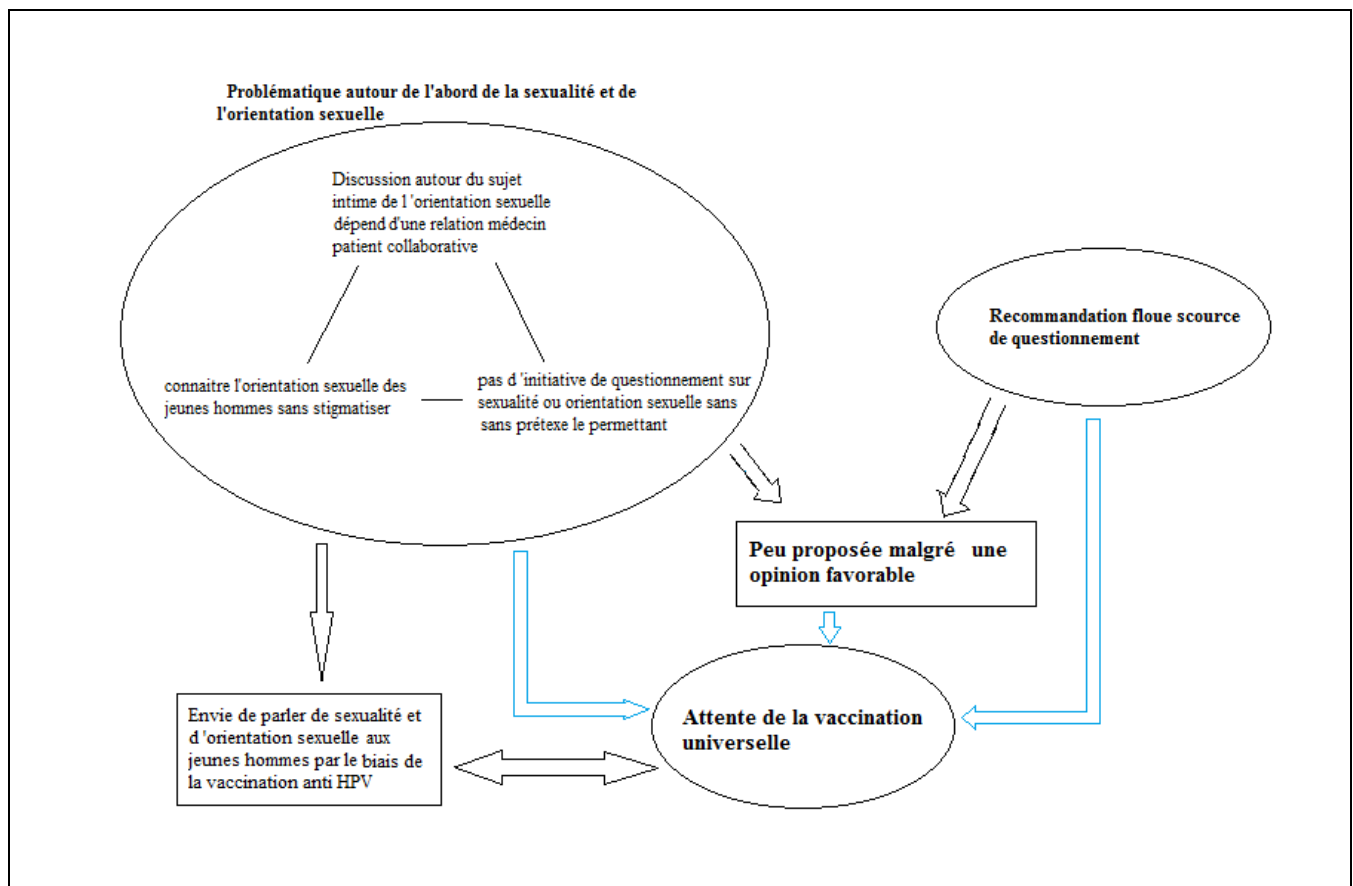 Problématique autour de l'abord de la sexualité et de
l'orientation sexuelle
Discussion autour du sujet
intime de l 'orientation sexuelle
dépend d'une relation médecin
patient collaborative
connaitre l'orientation sexuelle des
jeunes hommes sans stigmatiser
pas d 'initiative de questionnement sur
sexualité ou orientation sexuelle sans
sans prétexe le permettant
Recommandation floue scource
de questionnement
Peu proposée malgré une
opinion favorable
Envie de parler de sexualité et
d 'orientation sexuelle aux
jeunes hommes par le biais de
la vaccination anti HPV
Attente de la vaccination
universelle